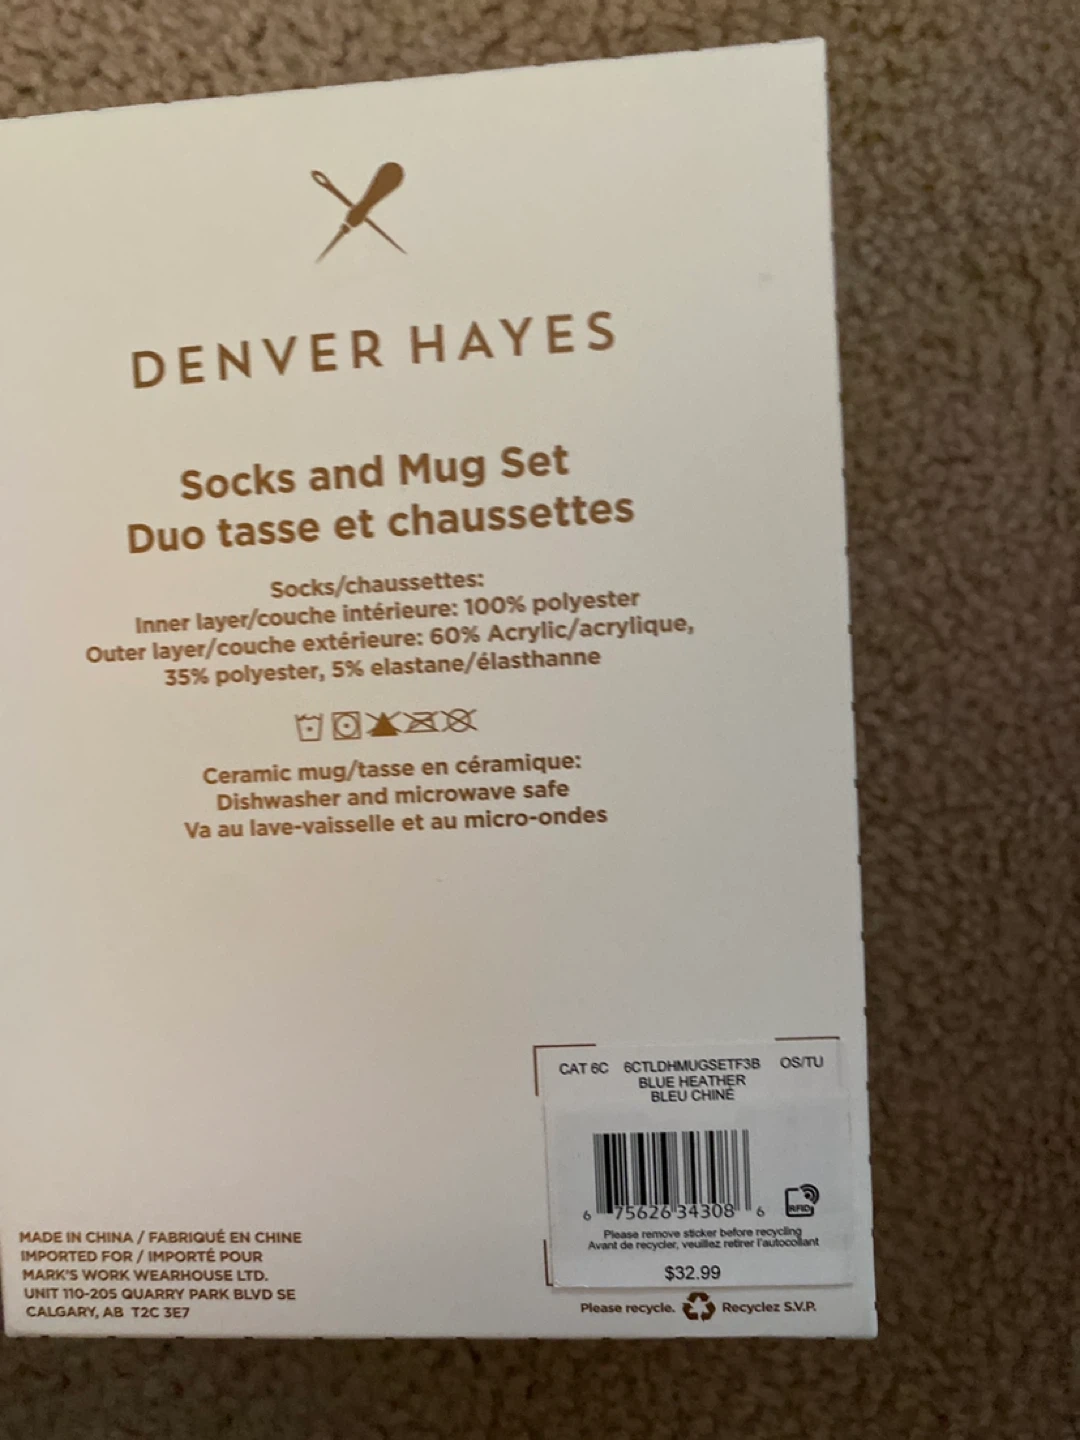 DENVER HAYES
Socks and Mug Set
Duo tasse et chaussettes
Socks/chaussettes:
Inner layer/couche intérieure: 100% polyester
Outer layer/couche extérieure: 60% Acrylic/acrylique,
35% polyester, 5% elastane/élasthanne
Ceramic mug/tasse en céramique:
Dishwasher and microwave safe
Va au lave-vaisselle et au micro-ondes
CAT 6C 6CTLDHMUGSETF3B OS/TU
BLUE HEATHER
BLEU CHINÉ
6 75626 34308 6
RFID
Please remove sticker before recycling
Avant de recycler, veuillez retirer l'autocollant
$32.99
Please recycle. Recyclez S.V.P.
MADE IN CHINA / FABRIQUÉ EN CHINE
IMPORTED FOR / IMPORTÉ POUR
MARK'S WORK WEARHOUSE LTD.
UNIT 110-205 QUARRY PARK BLVD SE
CALGARY, AB T2C 3E7